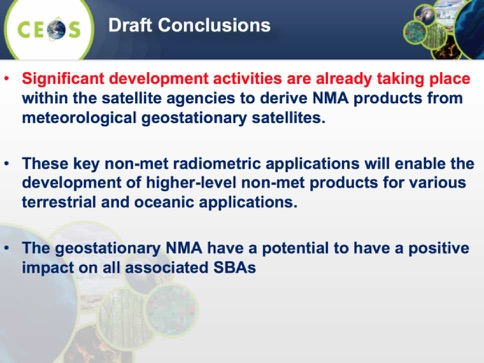 CEOS
Draft Conclusions
• Significant development activities are already taking place
within the satellite agencies to derive NMA products from
meteorological geostationary satellites.
• These key non-met radiometric applications will enable the
development of higher-level non-met products for various
terrestrial and oceanic applications.
• The geostationary NMA have a potential to have a positive
impact on all associated SBAs